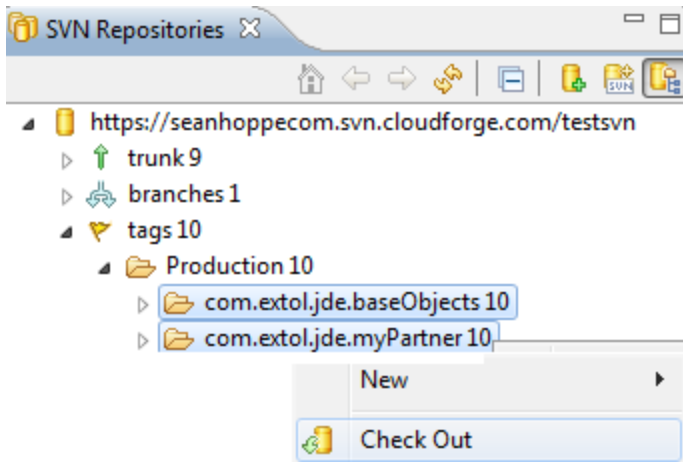 SVN Repositories
SVN
https://seanhoppecom.svn.cloudforge.com/testsvn
trunk 9
branches 1
tags 10
Production 10
com.extol.jde.baseObjects 10
com.extol.jde.myPartner 10
New
Check Out